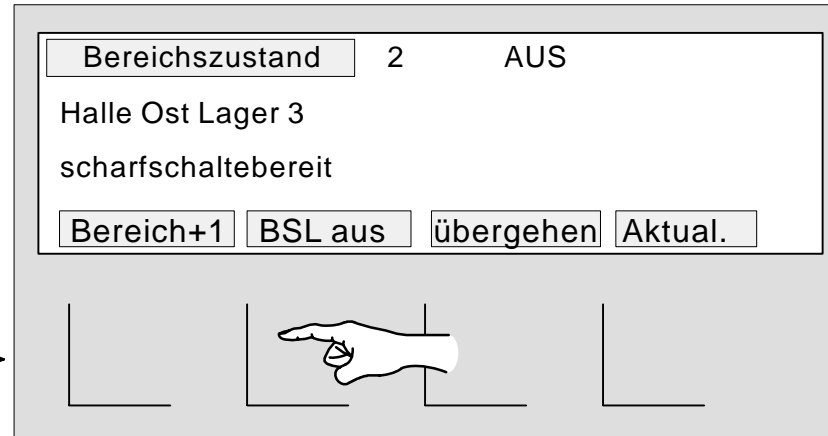 Bereichszustand 2 AUS
Halle Ost Lager 3
scharfschaltebereit
Bereich+1 BSL aus übergehen Aktual.